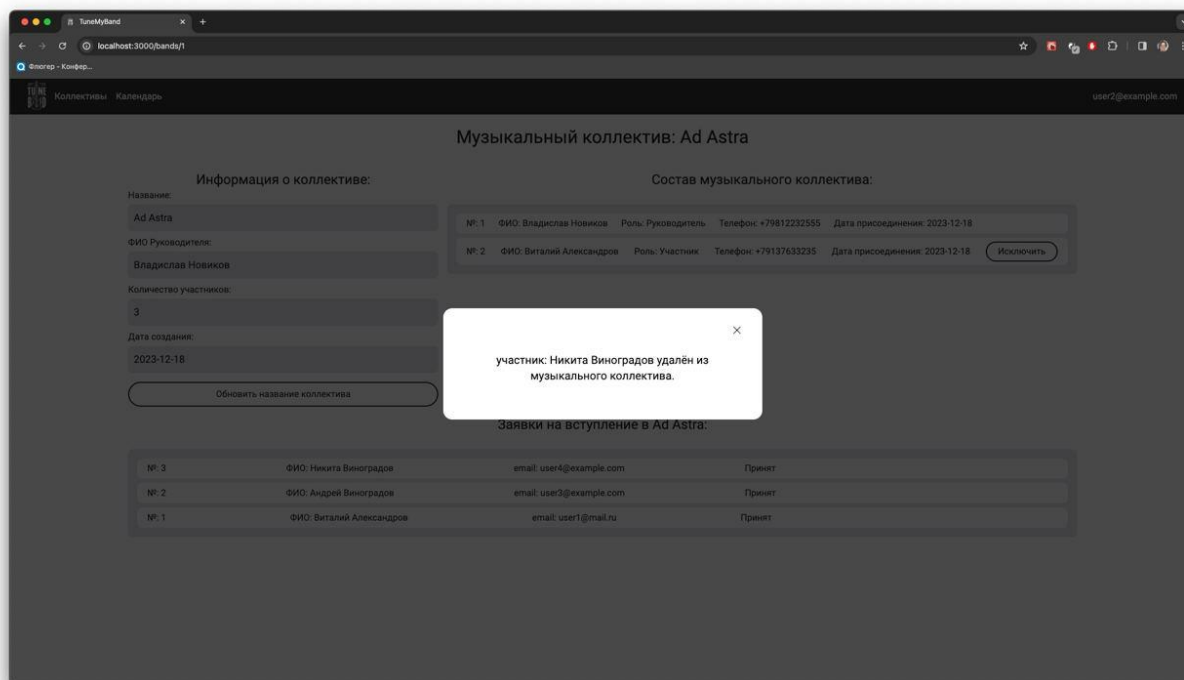 TuneMyBand
localhost:3000/bands/1
Флюгер - Конфер...
Коллективы Календарь user2@example.com
Музыкальный коллектив: Ad Astra
Информация о коллективе:
Название:
Ad Astra
ФИО Руководителя:
Владислав Новиков
Количество участников:
3
Дата создания:
2023-12-18
Обновить название коллектива
Состав музыкального коллектива:
№: 1 ФИО: Владислав Новиков Роль: Руководитель Телефон: +79812232555 Дата присоединения: 2023-12-18
№: 2 ФИО: Виталий Александров Роль: Участник Телефон: +79137633235 Дата присоединения: 2023-12-18 Исключить
участник: Никита Виноградов удалён из
музыкального коллектива.
Заявки на вступление в Ad Astra:
№: 3 ФИО: Никита Виноградов email: user4@example.com Принят
№: 2 ФИО: Андрей Виноградов email: user3@example.com Принят
№: 1 ФИО: Виталий Александров email: user1@mail.ru Принят